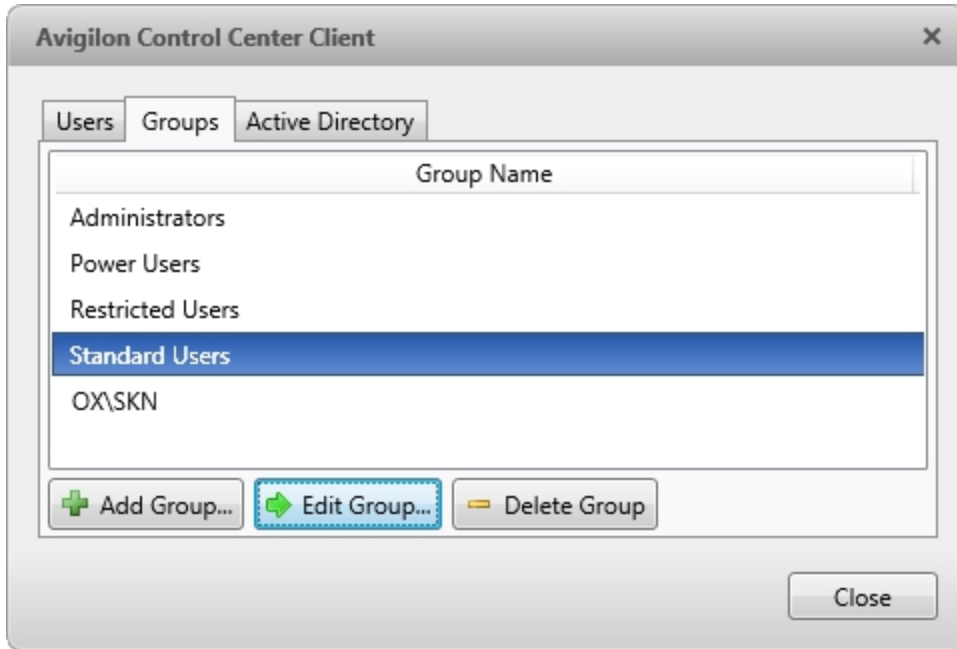 Avigilon Control Center Client
Users Groups Active Directory
Group Name
Administrators
Power Users
Restricted Users
Standard Users
OX\SKN
Add Group... Edit Group... Delete Group
Close